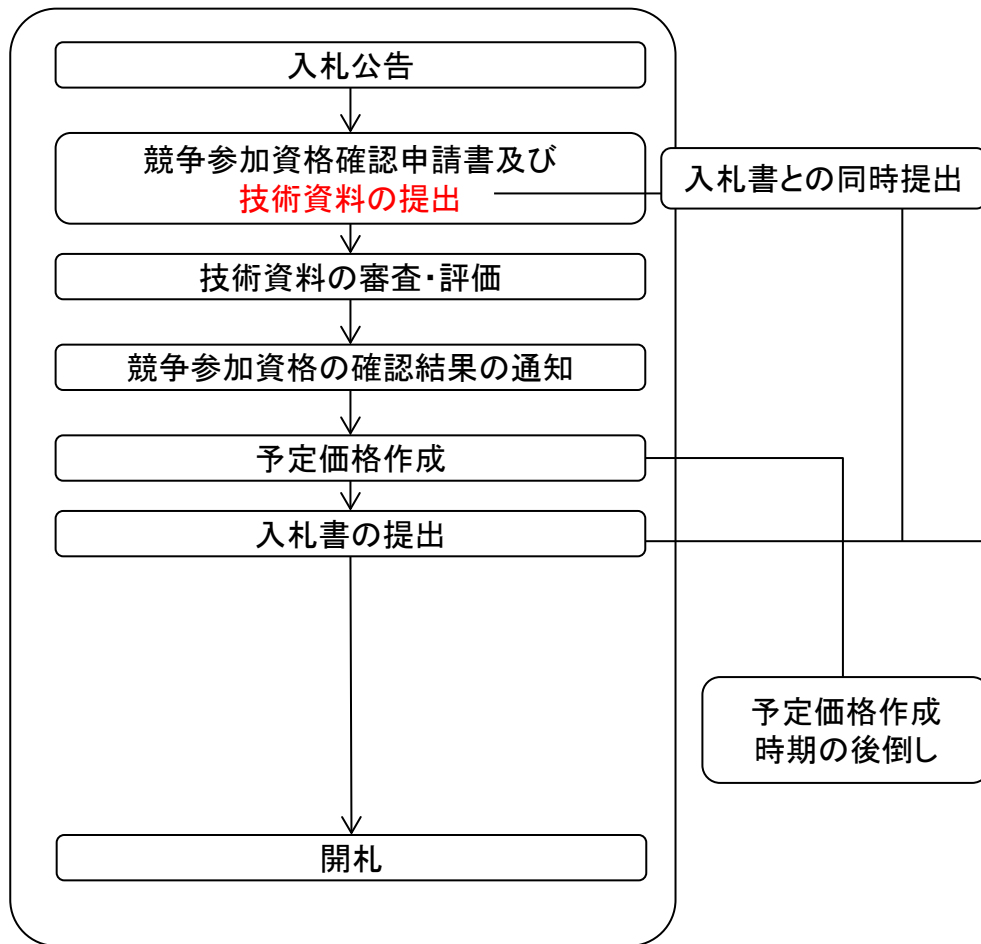 入札公告
競争参加資格確認申請書及び
技術資料の提出
入札書との同時提出
技術資料の審査・評価
競争参加資格の確認結果の通知
予定価格作成
入札書の提出
予定価格作成
時期の後倒し
開札